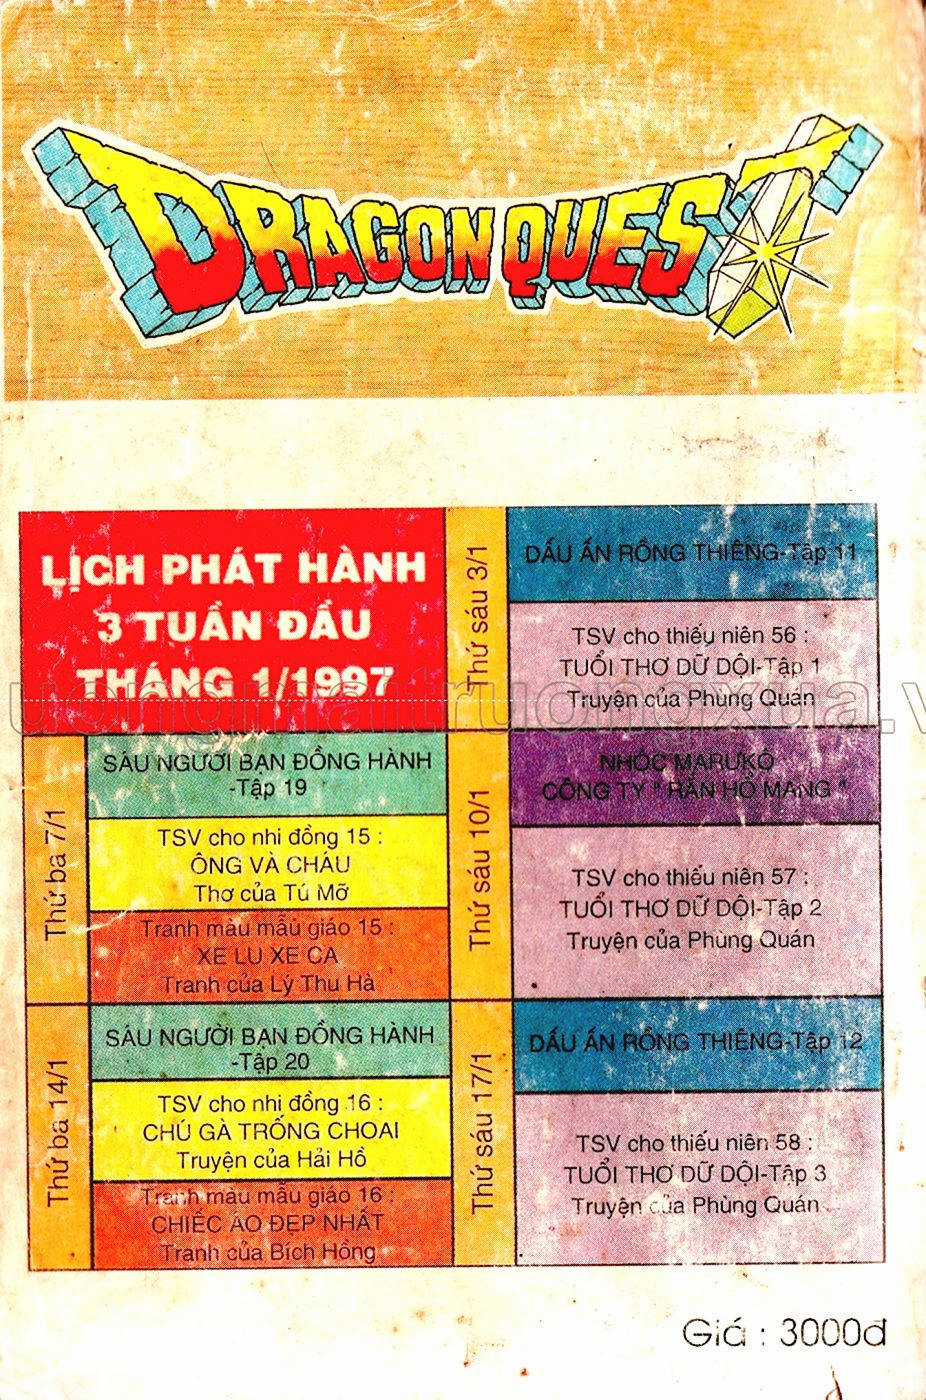 DRAGON QUEST
LỊCH PHÁT HÀNH
3 TUẦN ĐẦU
THÁNG 1/1997
Thứ sáu 3/1
DẤU ẤN RỒNG THIÊNG-Tập 11
TSV cho thiếu niên 56 :
TUỔI THƠ DỮ DỘI-Tập 1
Truyện của Phùng Quán
Thứ ba 7/1
SÁU NGƯỜI BẠN ĐỒNG HÀNH
-Tập 19
TSV cho nhi đồng 15 :
ÔNG VÀ CHÁU
Thơ của Tú Mỡ
Tranh màu mẫu giáo 15 :
XE LU XE CA
Tranh của Lý Thu Hà
Thứ sáu 10/1
NHÓC MARUKO
CÔNG TY " RẮN HỔ MANG "
TSV cho thiếu niên 57 :
TUỔI THƠ DỮ DỘI-Tập 2
Truyện của Phùng Quán
Thứ ba 14/1
SÁU NGƯỜI BẠN ĐỒNG HÀNH
-Tập 20
TSV cho nhi đồng 16 :
CHÚ GÀ TRỐNG CHOAI
Truyện của Hải Hồ
Tranh màu mẫu giáo 16 :
CHIẾC ÁO ĐẸP NHẤT
Tranh của Bích Hồng
Thứ sáu 17/1
DẤU ẤN RỒNG THIÊNG-Tập 12
TSV cho thiếu niên 58 :
TUỔI THƠ DỮ DỘI-Tập 3
Truyện của Phùng Quán
Giá : 3000đ